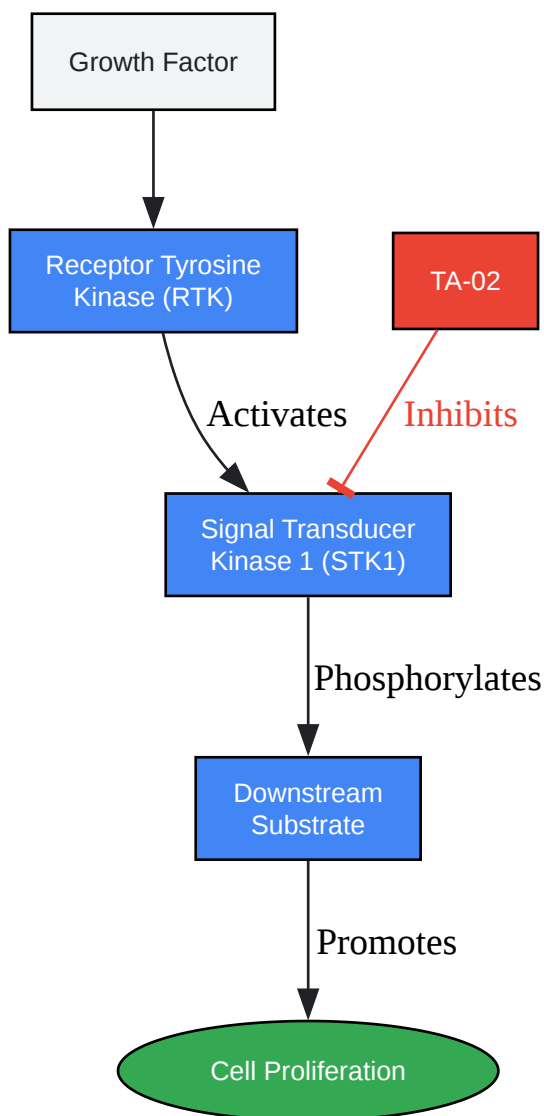 Growth Factor
Receptor Tyrosine
Kinase (RTK)
TA-02
Activates
Inhibits
Signal Transducer
Kinase 1 (STK1)
Phosphorylates
Downstream
Substrate
Promotes
Cell Proliferation